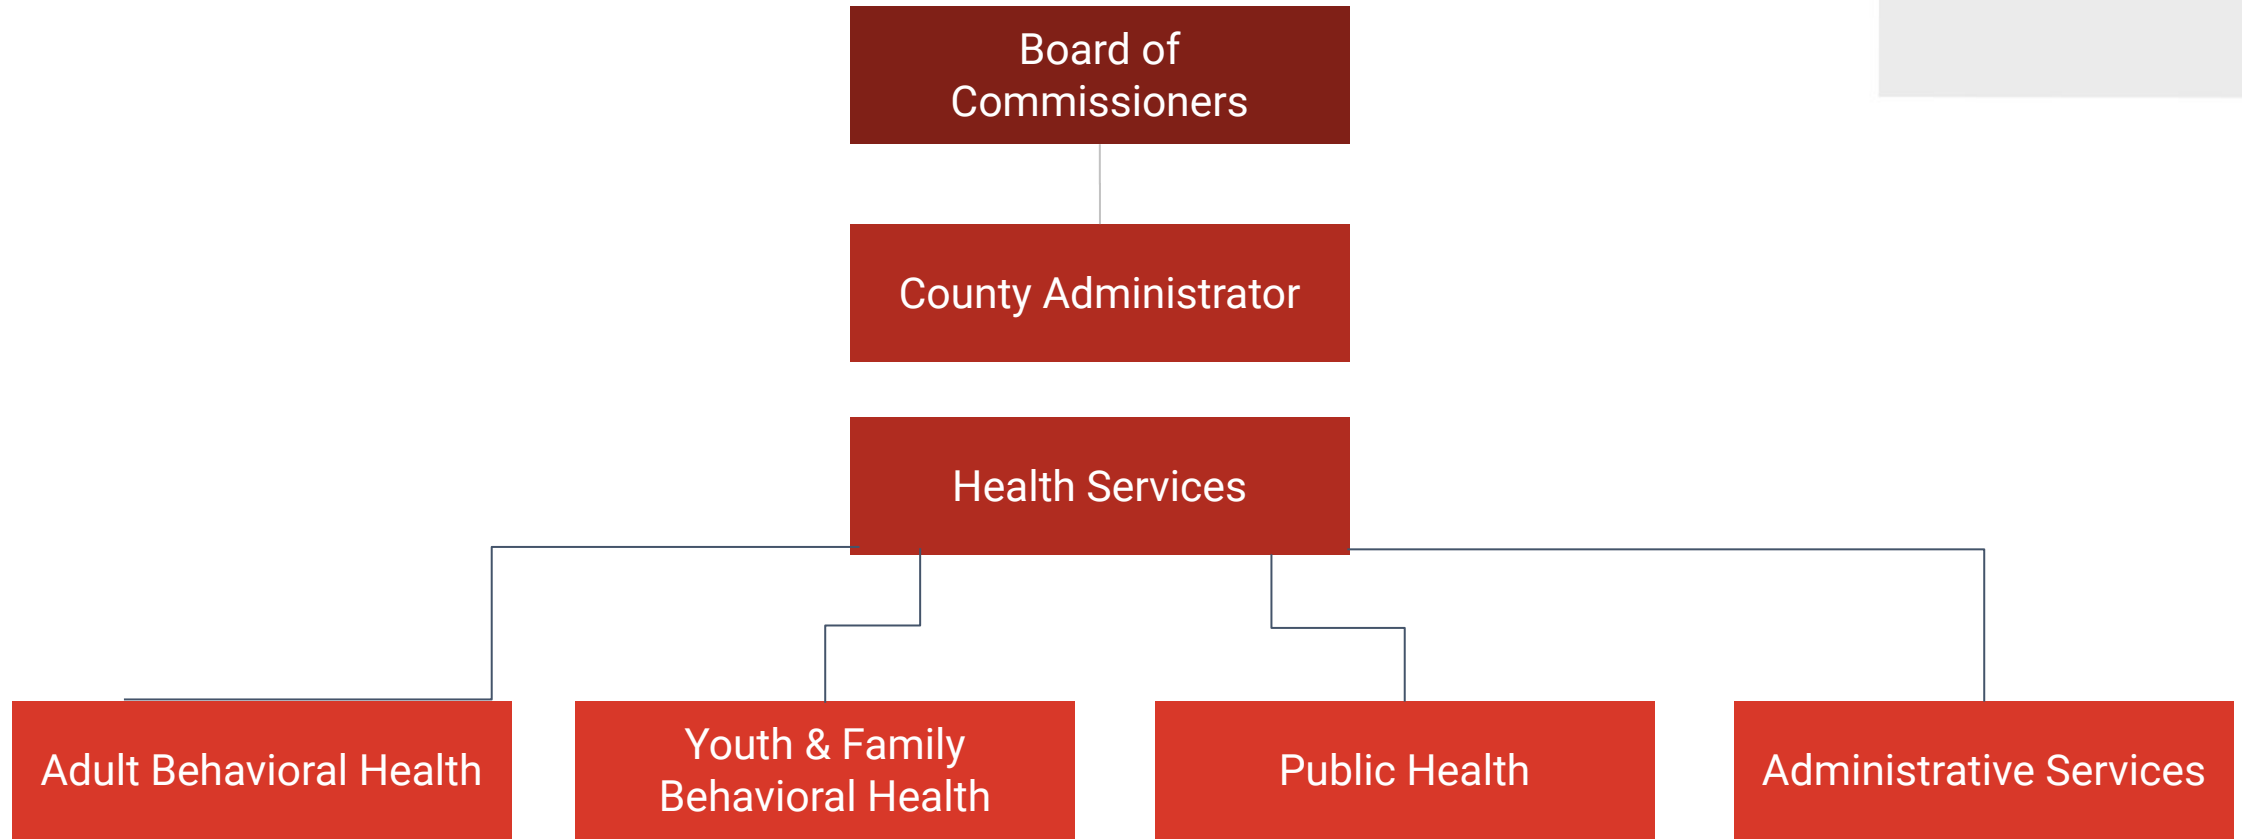 Board of
Commissioners
County Administrator
Health Services
Adult Behavioral Health
Youth & Family
Behavioral Health
Public Health
Administrative Services